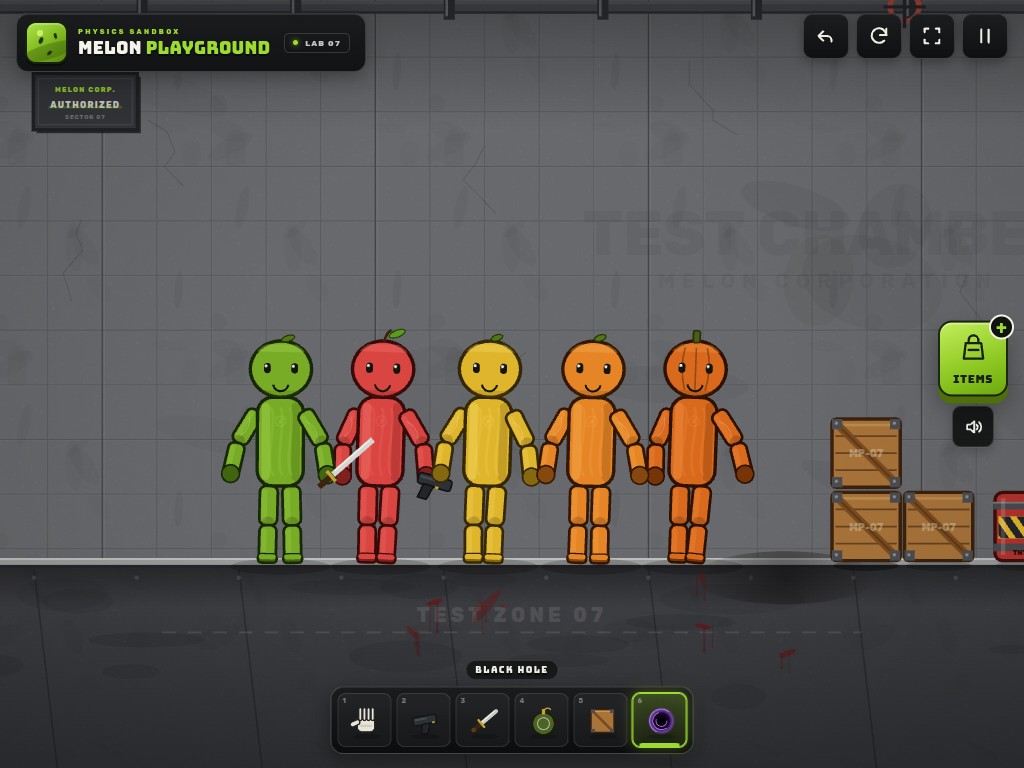 PHYSICS SANDBOX
MELON PLAYGROUND
LAB 07
MELON CORP.
AUTHORIZED
SECTOR 07
TEST CHAMBE
MELON CORPORATION
ITEMS
MP-07
MP-07
MP-07
TEST ZONE 07
BLACK HOLE
1
2
3
4
5
6